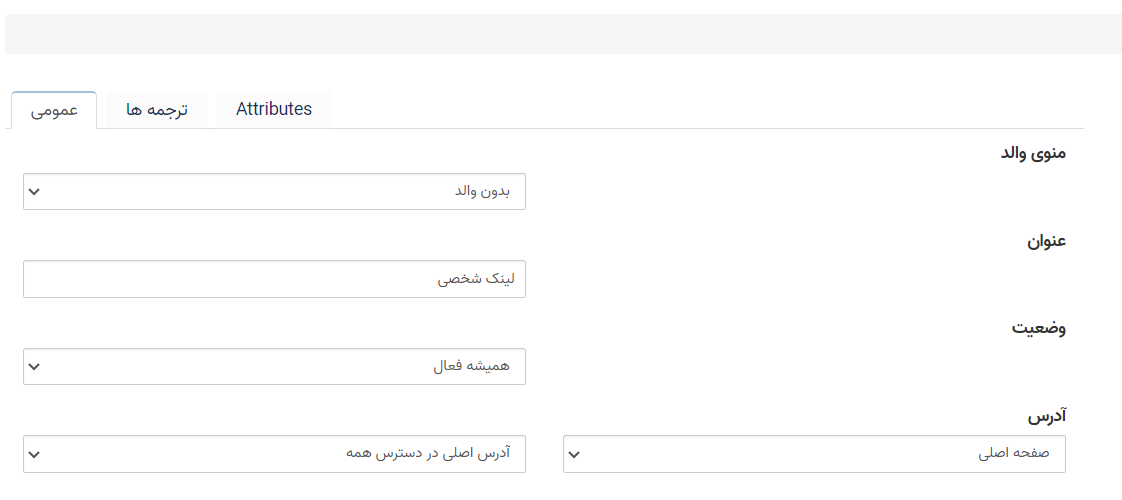 عمومی
ترجمه ها
Attributes
منوی والد
بدون والد
عنوان
لینک شخصی
وضعیت
همیشه فعال
آدرس
صفحه اصلی
آدرس اصلی در دسترس همه